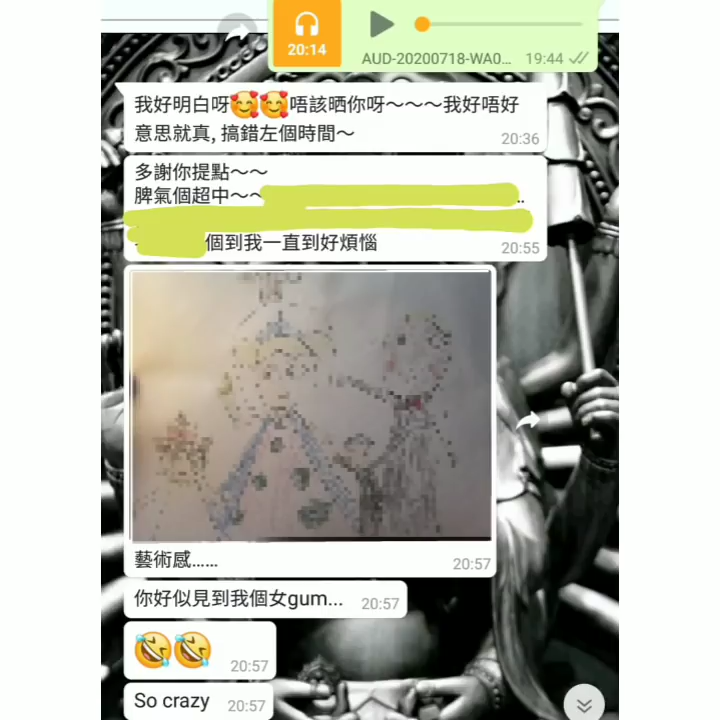 20:14
AUD-20200718-WA0... 19:44
我好明白呀🥰🥰唔該晒你呀～～～我好唔好
意思就真, 搞錯左個時間～
20:36
多謝你提點～～
脾氣個超中～～
..
個到我一直到好煩惱
20:55
藝術感......
20:57
你好似見到我個女gum...
20:57
🤣🤣
20:57
So crazy
20:57